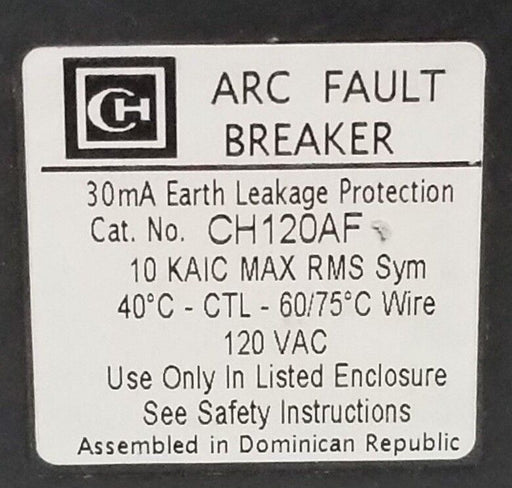 CH
ARC FAULT
BREAKER
30mA Earth Leakage Protection
Cat. No. CH120AF
10 KAIC MAX RMS Sym
40°C - CTL - 60/75°C Wire
120 VAC
Use Only In Listed Enclosure
See Safety Instructions
Assembled in Dominican Republic